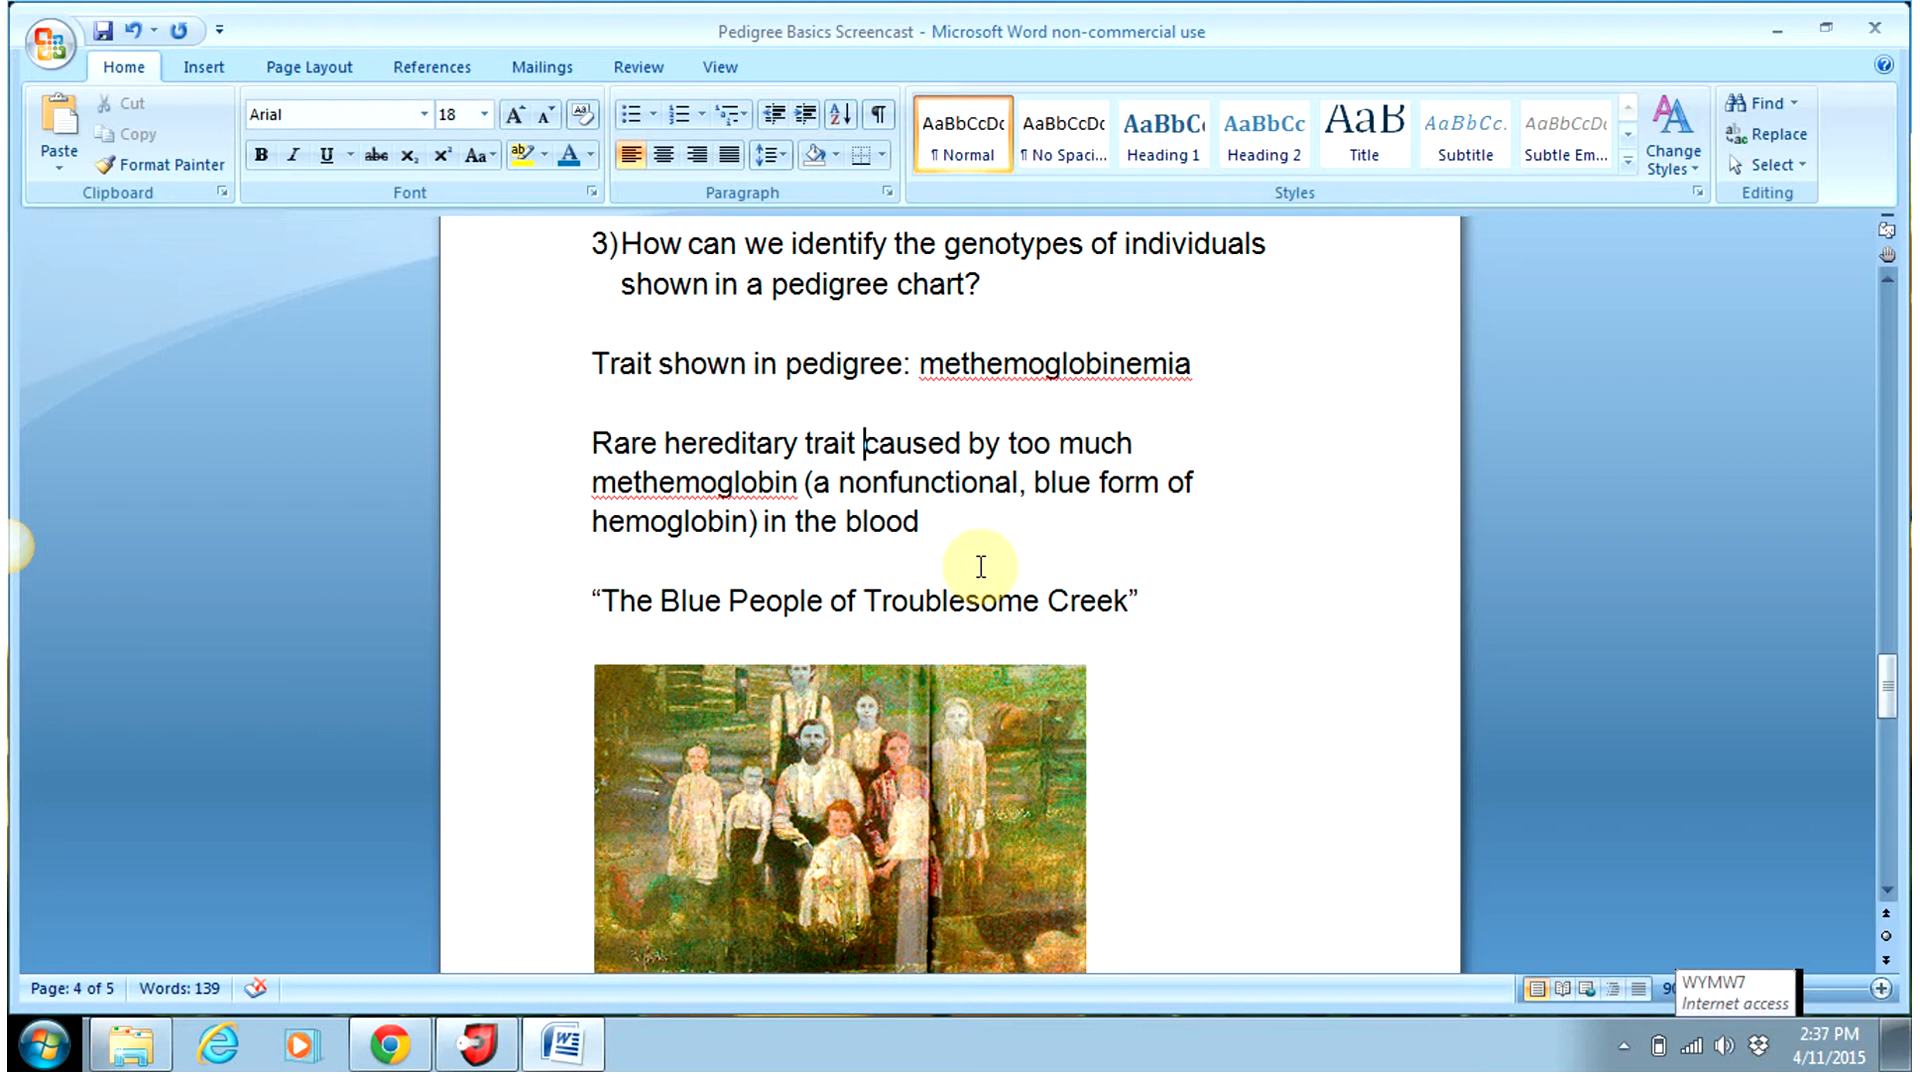 Pedigree Basics Screencast - Microsoft Word non-commercial use
Home Insert Page Layout References Mailings Review View
Paste
Cut
Copy
Format Painter
Clipboard
Arial 18
Font
Paragraph
AaBbCcDc AaBbCcDc AaBbC AaBbCc AaB AaBbCc. AaBbCcDc
¶ Normal ¶ No Spaci... Heading 1 Heading 2 Title Subtitle Subtle Em...
Change Styles
Styles
Find
Replace
Select
Editing
3) How can we identify the genotypes of individuals
shown in a pedigree chart?
Trait shown in pedigree: methemoglobinemia
Rare hereditary trait caused by too much
methemoglobin (a nonfunctional, blue form of
hemoglobin) in the blood
“The Blue People of Troublesome Creek”
Page: 4 of 5 Words: 139
WYMW7
Internet access
2:37 PM
4/11/2015